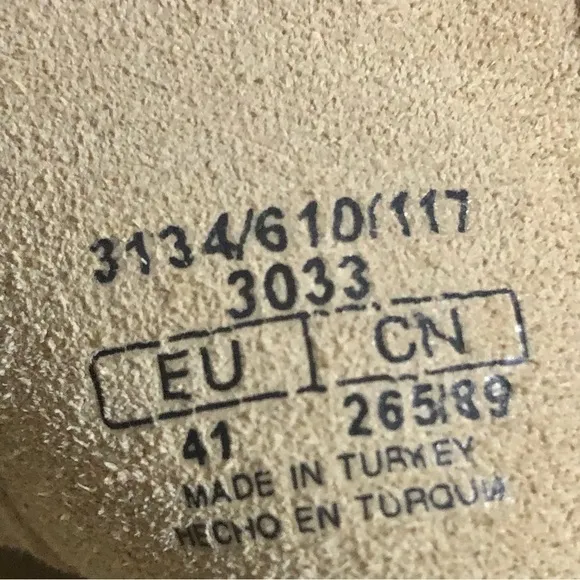 3134/610/117
3033
EU CN
41 265/89
MADE IN TURKEY
HECHO EN TURQUIA